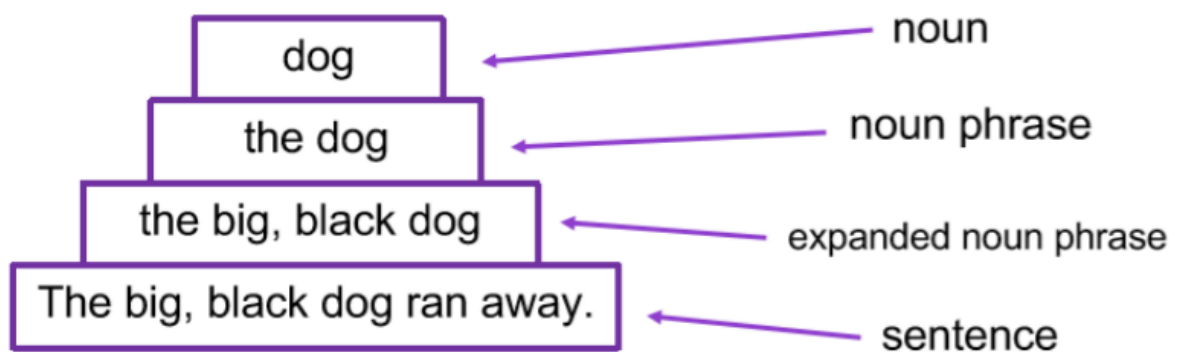 dog
noun
the dog
noun phrase
the big, black dog
expanded noun phrase
The big, black dog ran away.
sentence